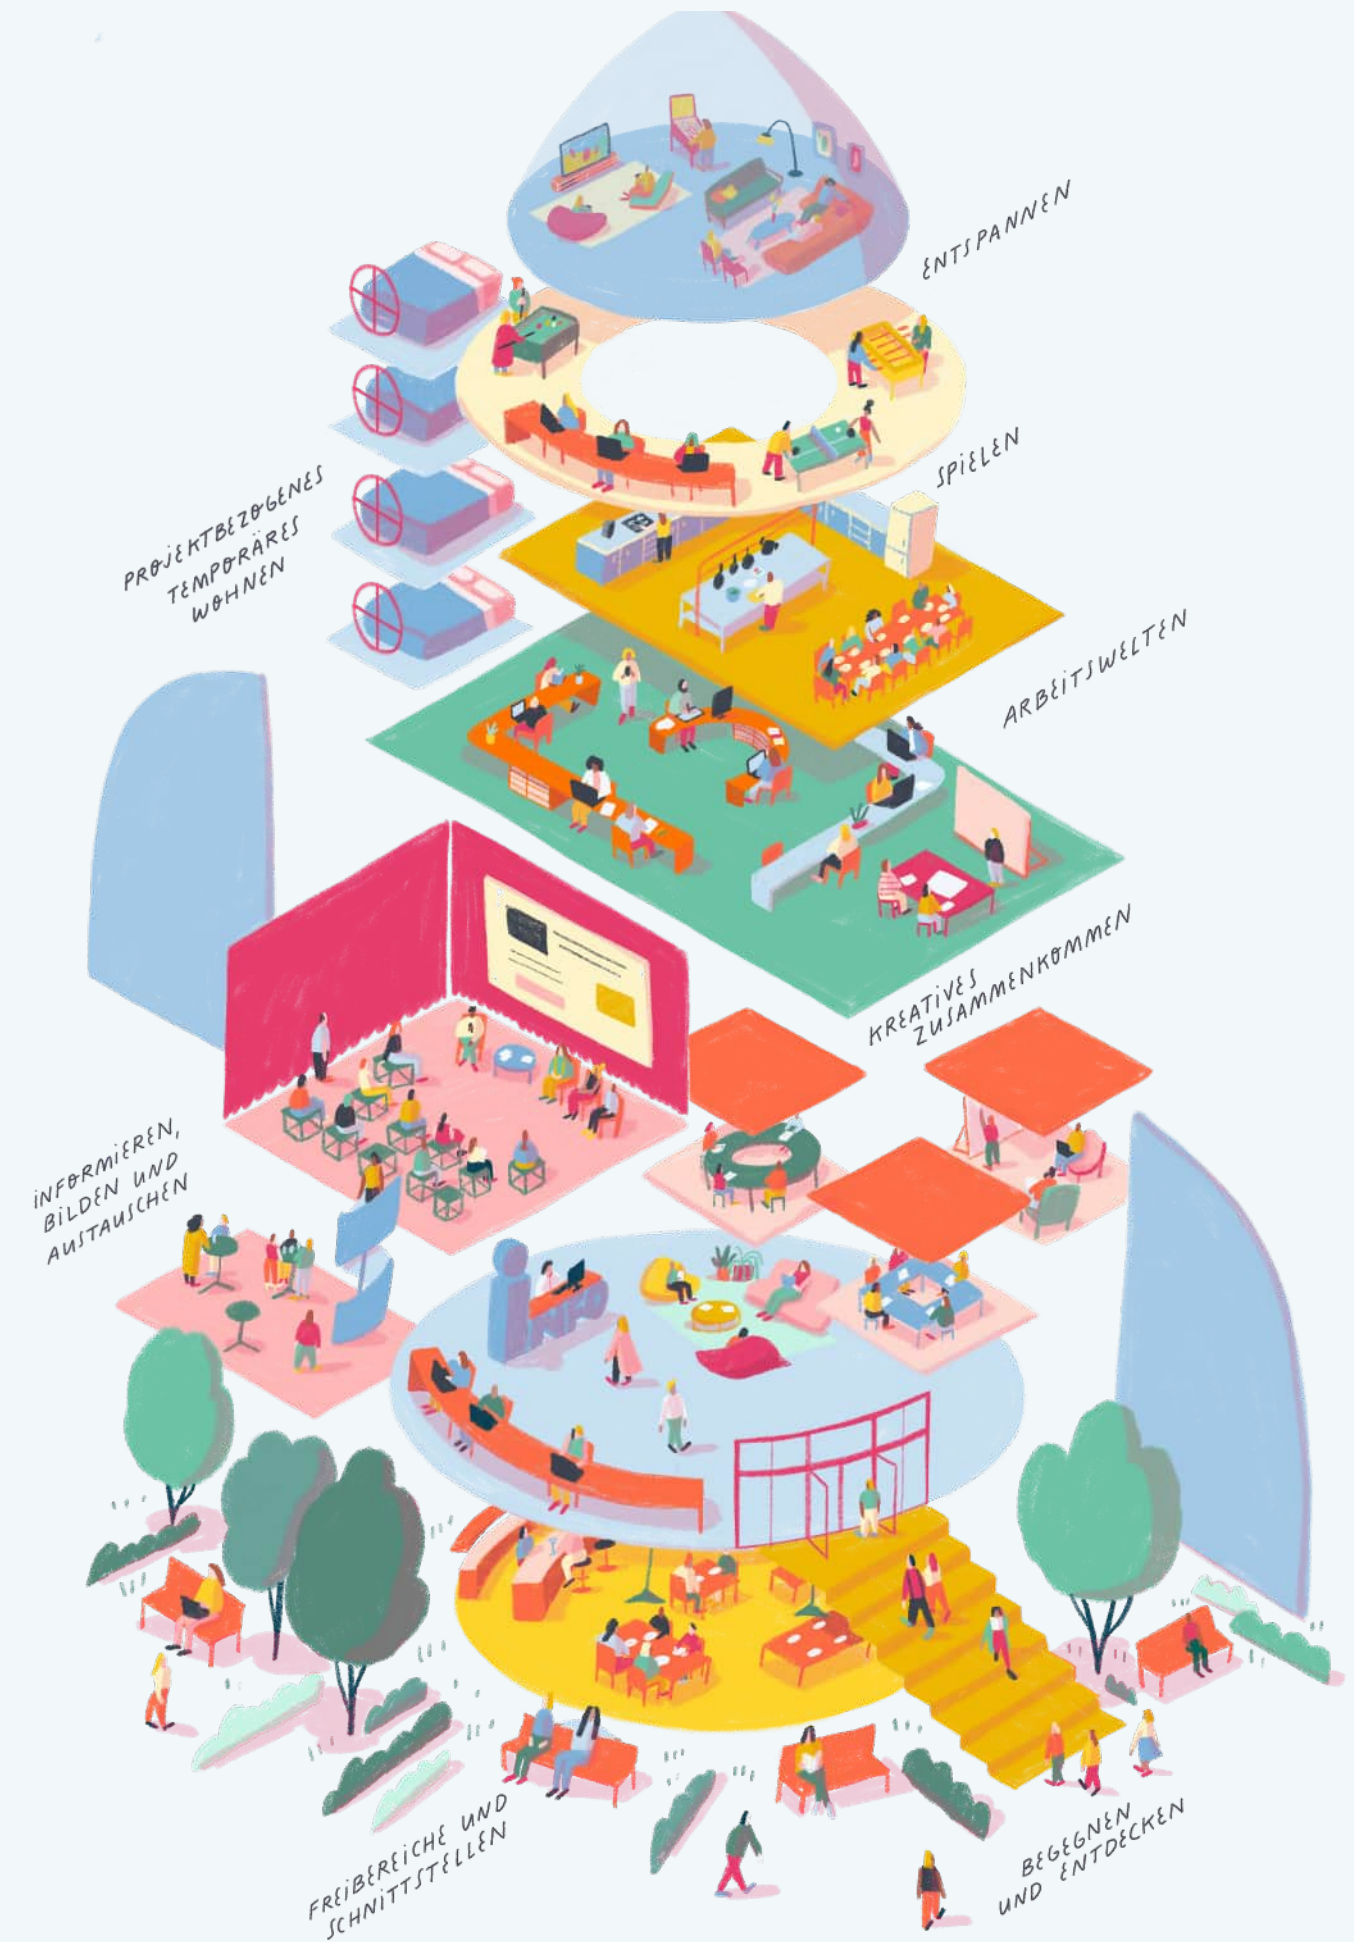 ENTSPANNEN
SPIELEN
PROJEKTBEZOGENES
TEMPORÄRES
WOHNEN
ARBEITSWELTEN
KREATIVES
ZUSAMMENKOMMEN
INFORMIEREN,
BILDEN UND
AUSTAUSCHEN
INFO
FREIBEREICHE UND
SCHNITTSTELLEN
BEGEGNEN
UND ENTDECKEN